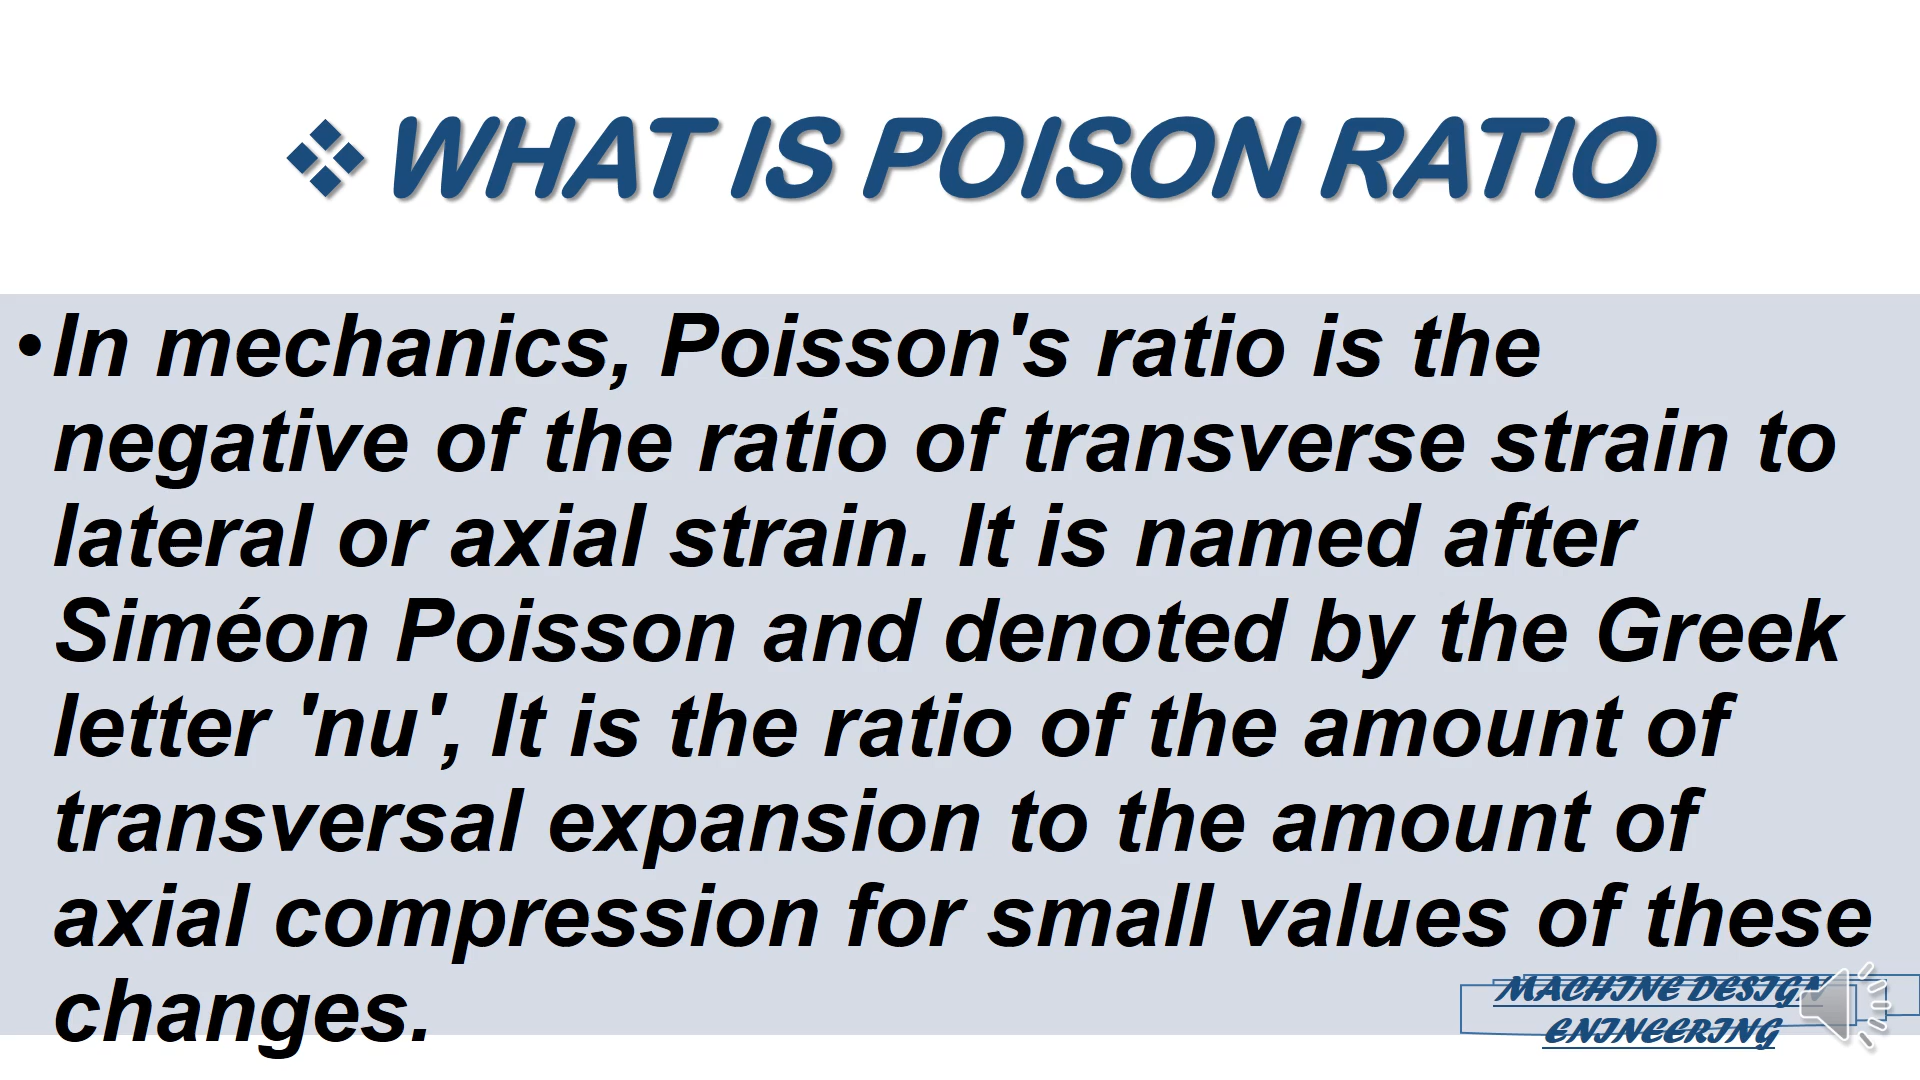 ❖WHAT IS POISON RATIO
•In mechanics, Poisson's ratio is the
negative of the ratio of transverse strain to
lateral or axial strain. It is named after
Siméon Poisson and denoted by the Greek
letter 'nu', It is the ratio of the amount of
transversal expansion to the amount of
axial compression for small values of these
changes.
MACHINE DESIGN
ENINEERING